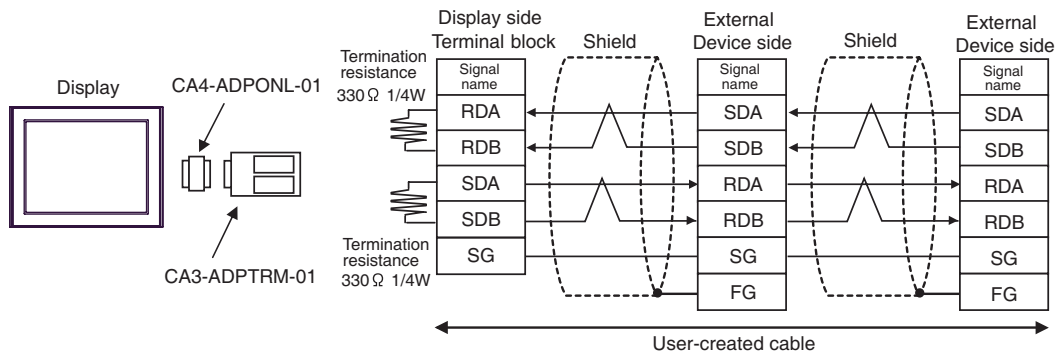 Display
CA4-ADPONL-01
CA3-ADPTRM-01
Termination
resistance
330 Ω 1/4W
Termination
resistance
330 Ω 1/4W
Display side
Terminal block
Signal
name
RDA
RDB
SDA
SDB
SG
Shield
External
Device side
Signal
name
SDA
SDB
RDA
RDB
SG
FG
Shield
External
Device side
Signal
name
SDA
SDB
RDA
RDB
SG
FG
User-created cable